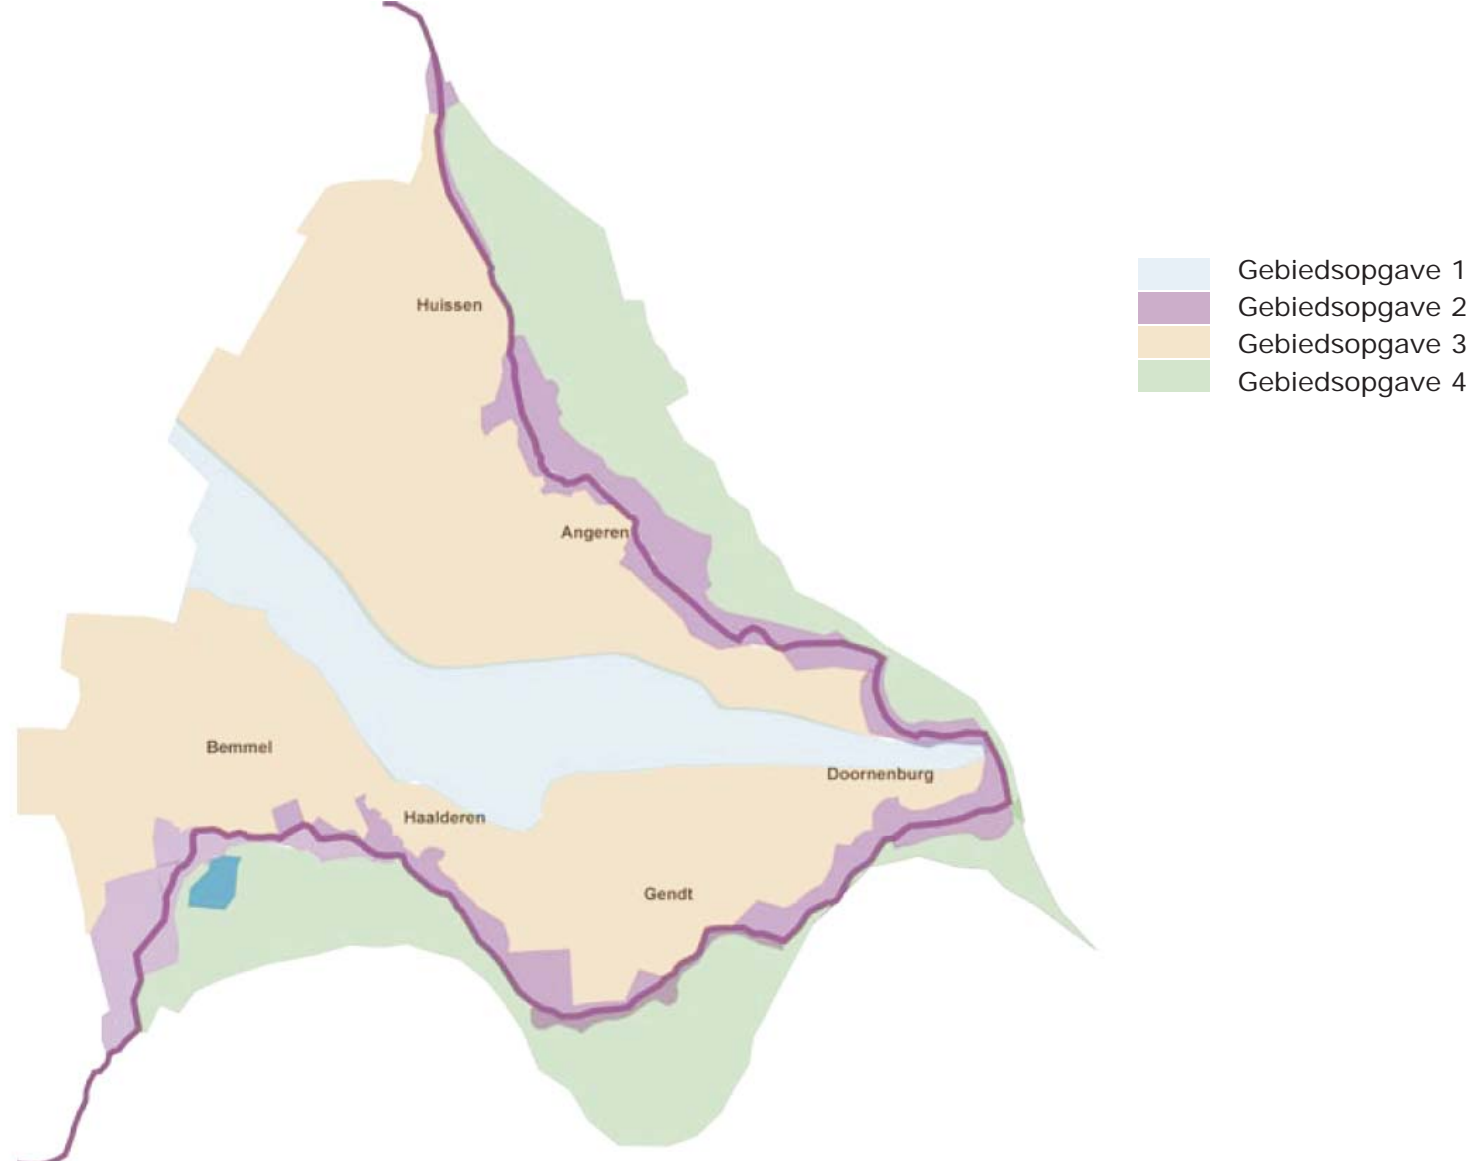 Gebiedsopgave 1
Gebiedsopgave 2
Gebiedsopgave 3
Gebiedsopgave 4
Huissen
Angeren
Bemmel
Doornenburg
Haalderen
Gendt